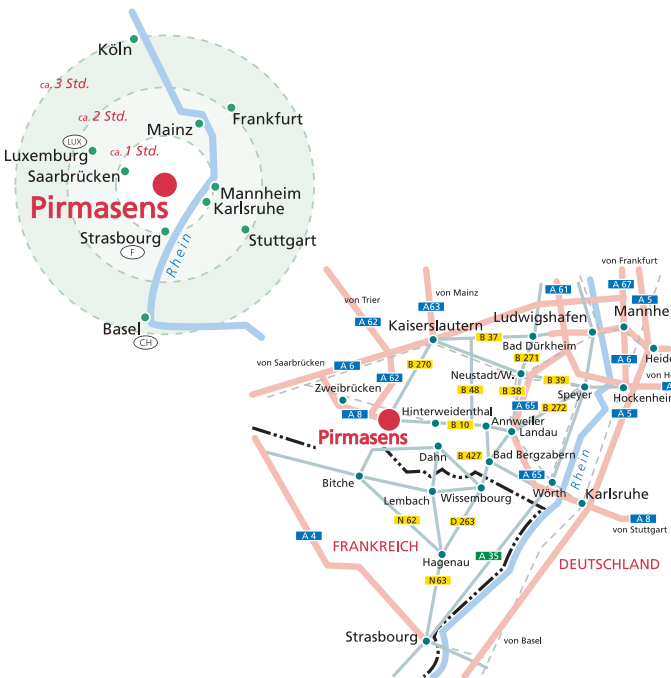 Köln
ca. 3 Std.
ca. 2 Std.
Frankfurt
Mainz
LUX
ca. 1 Std.
Luxemburg
Saarbrücken
Pirmasens
Mannheim
Karlsruhe
Strasbourg
F
Stuttgart
Rhein
Basel
CH
von Frankfurt
von Mainz
von Trier
A 61
A 67
A 5
A63
A 62
Ludwigshafen
Mannhe
Kaiserslautern
B 37
Bad Dürkheim
B 271
A 6
Heide
von Saarbrücken
A 6
B 270
A 62
Neustadt/W.
B 39
von Ho
A
Zweibrücken
B 48
B 38
Speyer
Hockenheim
A 8
Hinterweidenthal
A 65
B 272
A 5
B 10
Annweiler
Landau
Pirmasens
Dahn
B 427
Bad Bergzabern
Rhein
Bitche
A 65
Lembach
Wissembourg
Wörth
Karlsruhe
N 62
D 263
A 8
von Stuttgart
A 4
FRANKREICH
A 35
Hagenau
DEUTSCHLAND
N63
Strasbourg
von Basel